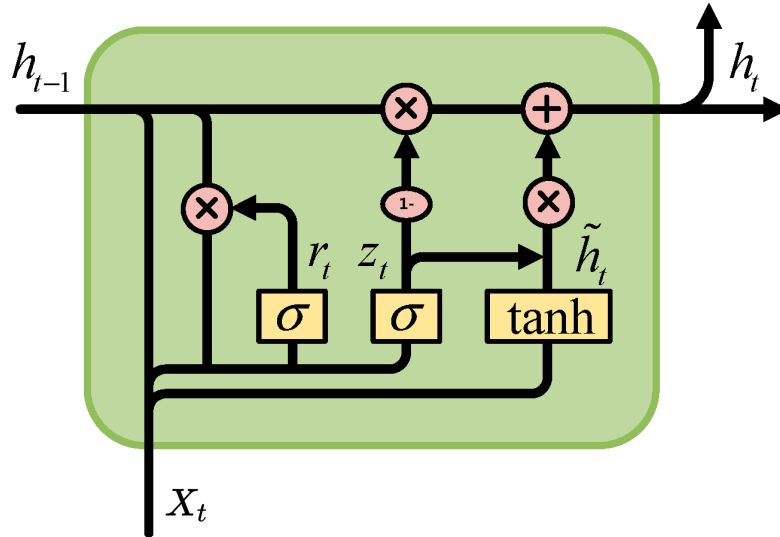 h_{t-1}
h_t
×
+
×
1-
×
r_t
z_t
h̃_t
σ
σ
tanh
x_t